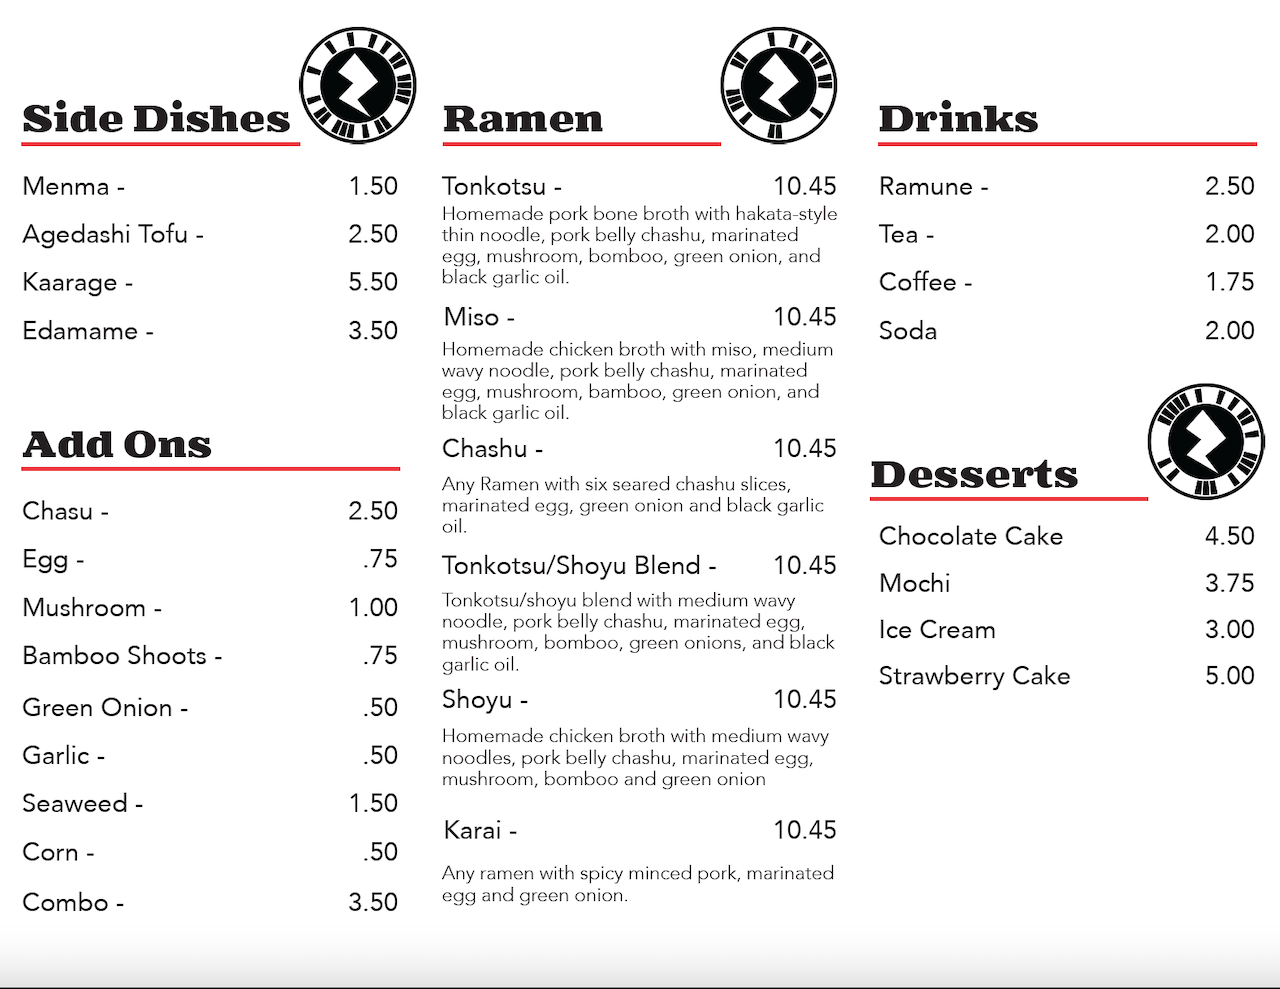 Side Dishes
Menma - 1.50
Agedashi Tofu - 2.50
Kaarage - 5.50
Edamame - 3.50
Add Ons
Chasu - 2.50
Egg - .75
Mushroom - 1.00
Bamboo Shoots - .75
Green Onion - .50
Garlic - .50
Seaweed - 1.50
Corn - .50
Combo - 3.50
Ramen
Tonkotsu - 10.45
Homemade pork bone broth with hakata-style
thin noodle, pork belly chashu, marinated
egg, mushroom, bomboo, green onion, and
black garlic oil.
Miso - 10.45
Homemade chicken broth with miso, medium
wavy noodle, pork belly chashu, marinated
egg, mushroom, bamboo, green onion, and
black garlic oil.
Chashu - 10.45
Any Ramen with six seared chashu slices,
marinated egg, green onion and black garlic
oil.
Tonkotsu/Shoyu Blend - 10.45
Tonkotsu/shoyu blend with medium wavy
noodle, pork belly chashu, marinated egg,
mushroom, bomboo, green onions, and black
garlic oil.
Shoyu - 10.45
Homemade chicken broth with medium wavy
noodles, pork belly chashu, marinated egg,
mushroom, bomboo and green onion
Karai - 10.45
Any ramen with spicy minced pork, marinated
egg and green onion.
Drinks
Ramune - 2.50
Tea - 2.00
Coffee - 1.75
Soda 2.00
Desserts
Chocolate Cake 4.50
Mochi 3.75
Ice Cream 3.00
Strawberry Cake 5.00